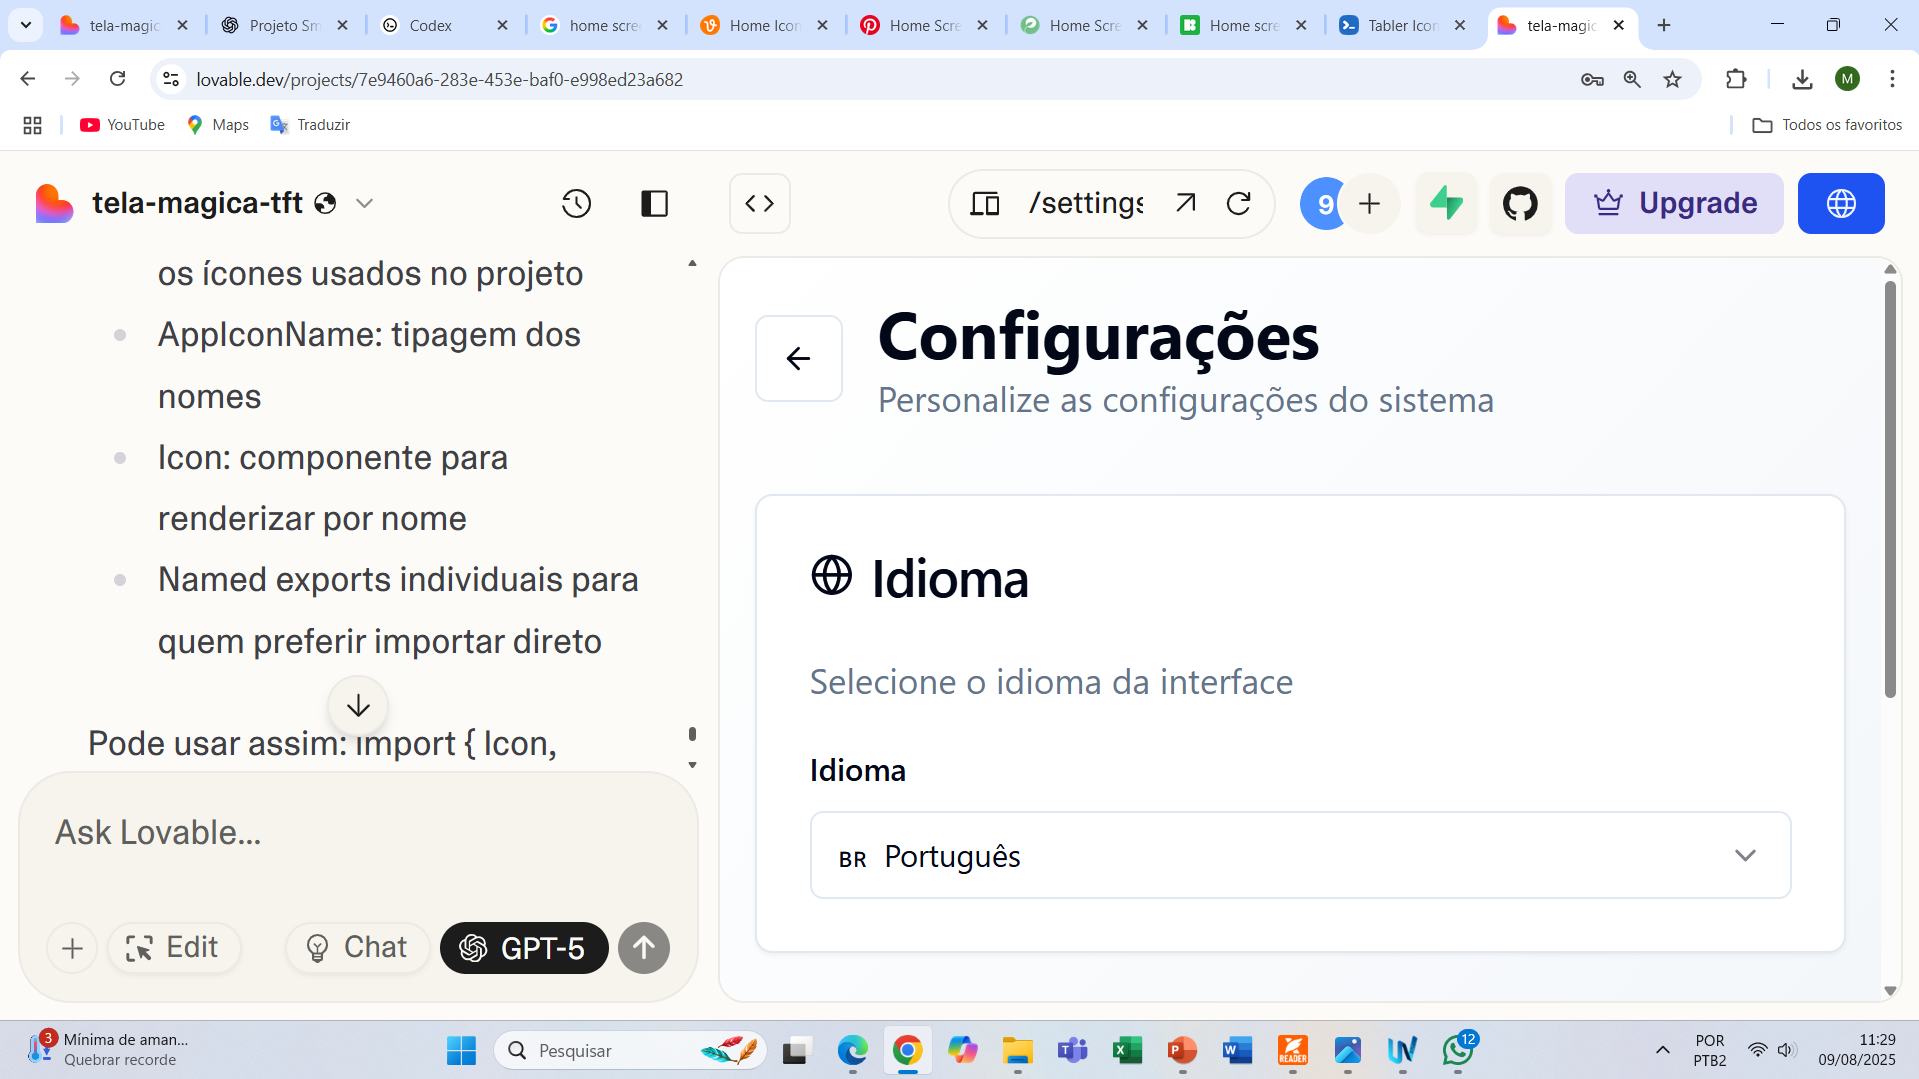 tela-magic
Projeto Sm
Codex
home scree
Home Icon
Home Scre
Home Scre
Home scre
Tabler Icon
tela-magic
lovable.dev/projects/7e9460a6-283e-453e-baf0-e998ed23a682
M
YouTube
Maps
Traduzir
Todos os favoritos
tela-magica-tft
/settings
9
Upgrade
os ícones usados no projeto
AppIconName: tipagem dos
nomes
Icon: componente para
renderizar por nome
Named exports individuais para
quem preferir importar direto
Pode usar assim: import { Icon,
Ask Lovable...
Edit
Chat
GPT-5
Configurações
Personalize as configurações do sistema
Idioma
Selecione o idioma da interface
Idioma
BR Português
3
Mínima de aman...
Quebrar recorde
Pesquisar
READER
12
POR
PTB2
11:29
09/08/2025